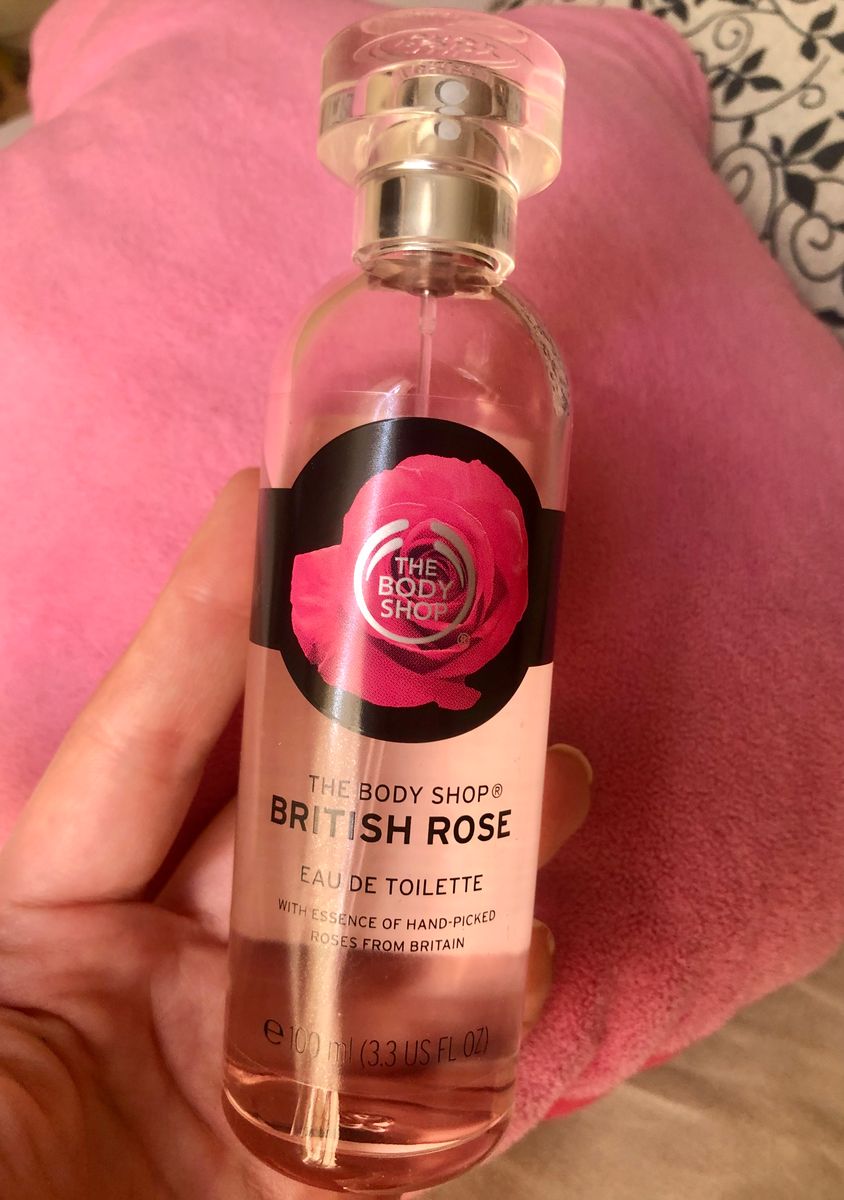 THE
BODY
SHOP
®
THE BODY SHOP®
BRITISH ROSE
EAU DE TOILETTE
WITH ESSENCE OF HAND-PICKED
ROSES FROM BRITAIN
℮100 ml (3.3 US FL OZ)